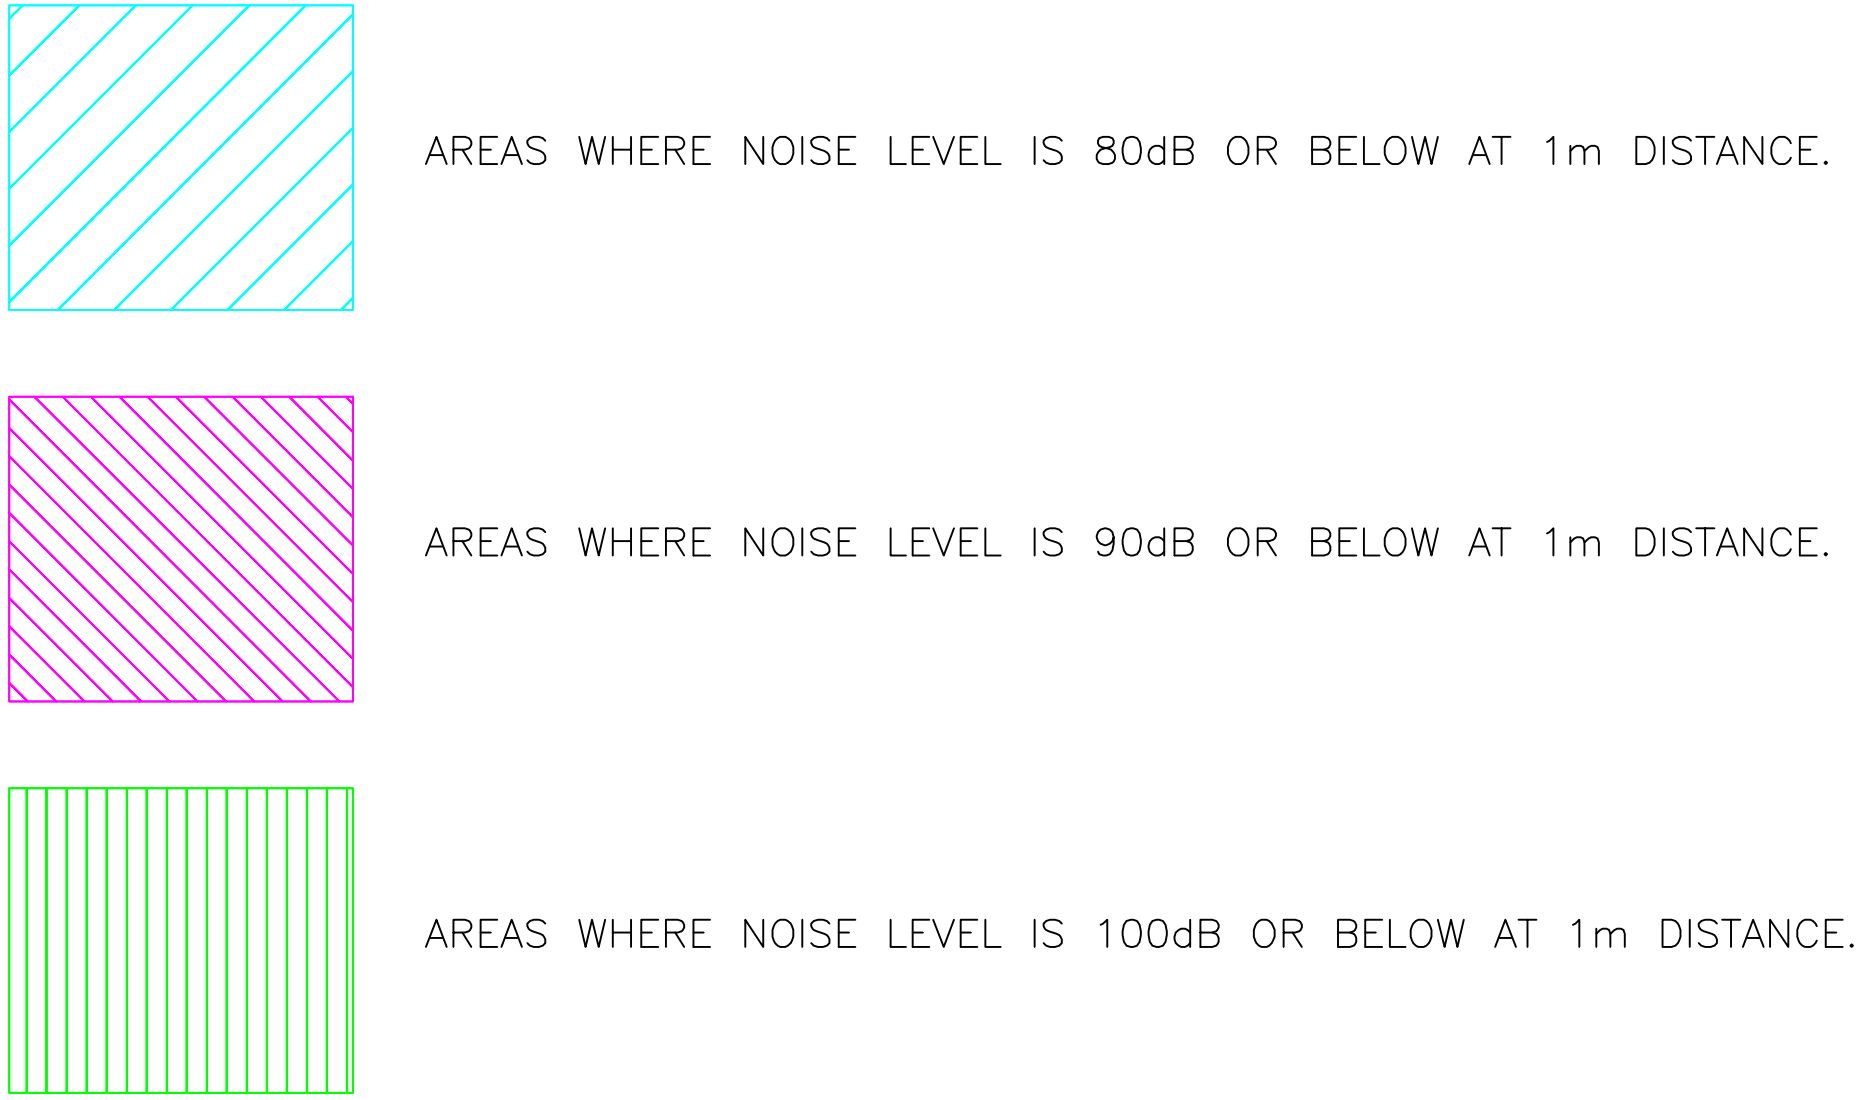 AREAS WHERE NOISE LEVEL IS 80dB OR BELOW AT 1m DISTANCE.
AREAS WHERE NOISE LEVEL IS 90dB OR BELOW AT 1m DISTANCE.
AREAS WHERE NOISE LEVEL IS 100dB OR BELOW AT 1m DISTANCE.